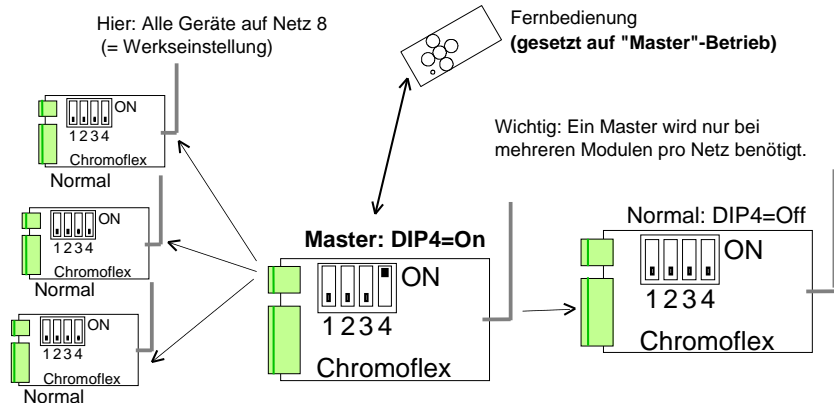 Hier: Alle Geräte auf Netz 8
(= Werkseinstellung)
Fernbedienung
(gesetzt auf "Master"-Betrieb)
ON
1234
Chromoflex
Normal
ON
1234
Chromoflex
Normal
ON
1234
Chromoflex
Normal
Master: DIP4=On
ON
1234
Chromoflex
Wichtig: Ein Master wird nur bei
mehreren Modulen pro Netz benötigt.
Normal: DIP4=Off
ON
1234
Chromoflex